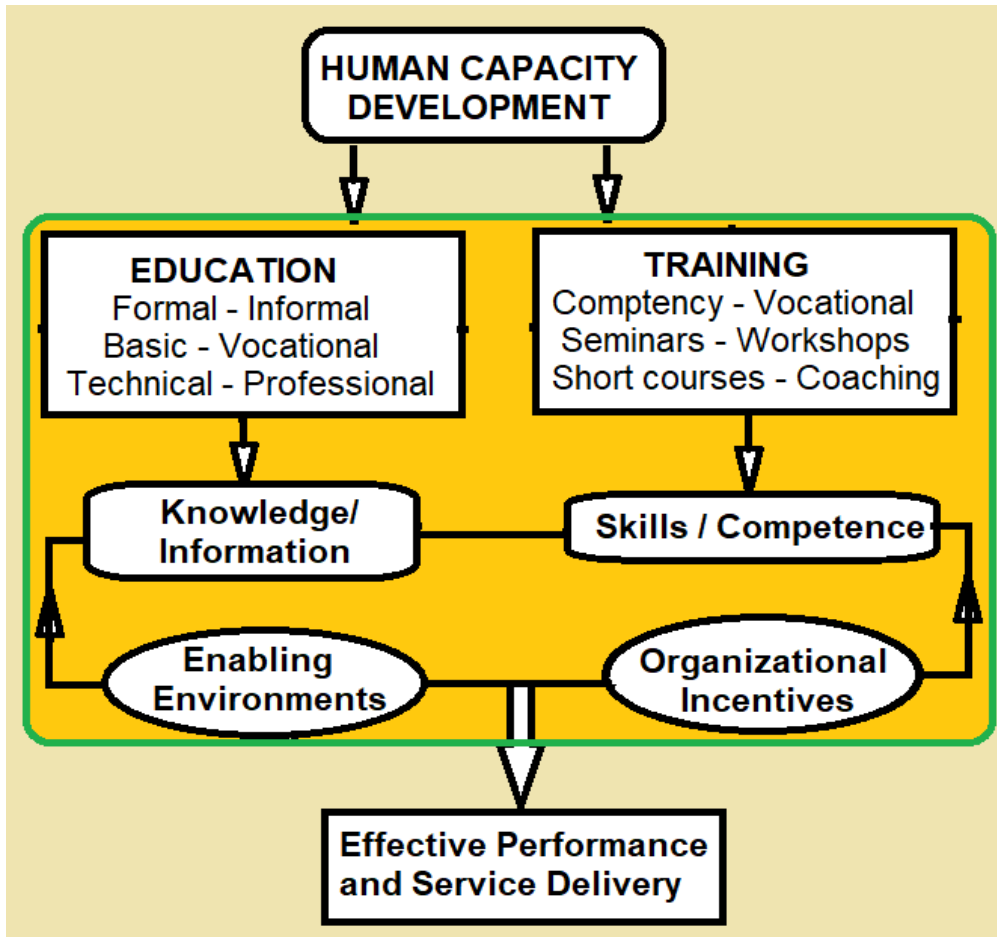 HUMAN CAPACITY
DEVELOPMENT
EDUCATION
Formal - Informal
Basic - Vocational
Technical - Professional
TRAINING
Comptency - Vocational
Seminars - Workshops
Short courses - Coaching
Knowledge/
Information
Skills / Competence
Enabling
Environments
Organizational
Incentives
Effective Performance
and Service Delivery